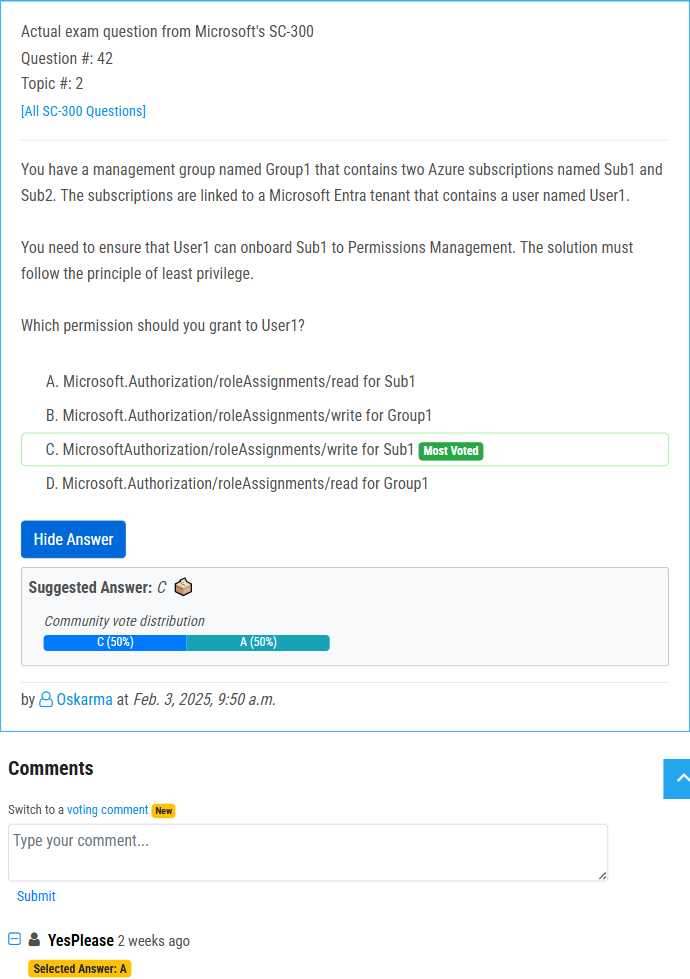 Actual exam question from Microsoft's SC-300
Question #: 42
Topic #: 2
[All SC-300 Questions]
You have a management group named Group1 that contains two Azure subscriptions named Sub1 and
Sub2. The subscriptions are linked to a Microsoft Entra tenant that contains a user named User1.
You need to ensure that User1 can onboard Sub1 to Permissions Management. The solution must
follow the principle of least privilege.
Which permission should you grant to User1?
A. Microsoft.Authorization/roleAssignments/read for Sub1
B. Microsoft.Authorization/roleAssignments/write for Group1
C. MicrosoftAuthorization/roleAssignments/write for Sub1 Most Voted
D. Microsoft.Authorization/roleAssignments/read for Group1
Hide Answer
Suggested Answer: C
Community vote distribution
C (50%) A (50%)
by Oskarma at Feb. 3, 2025, 9:50 a.m.
Comments
Switch to a voting comment New
Type your comment...
Submit
YesPlease 2 weeks ago
Selected Answer: A